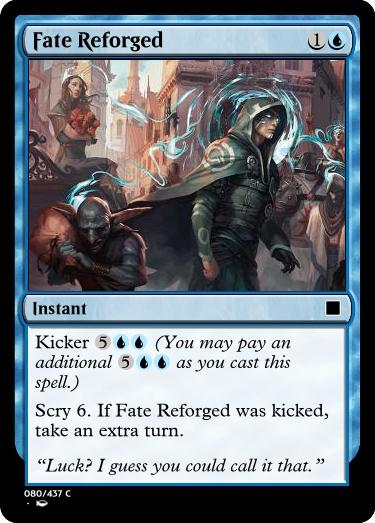 Fate Reforged 1
Instant
Kicker 5 (You may pay an
additional 5 as you cast this
spell.)
Scry 6. If Fate Reforged was kicked,
take an extra turn.
“Luck? I guess you could call it that.”
080/437 C